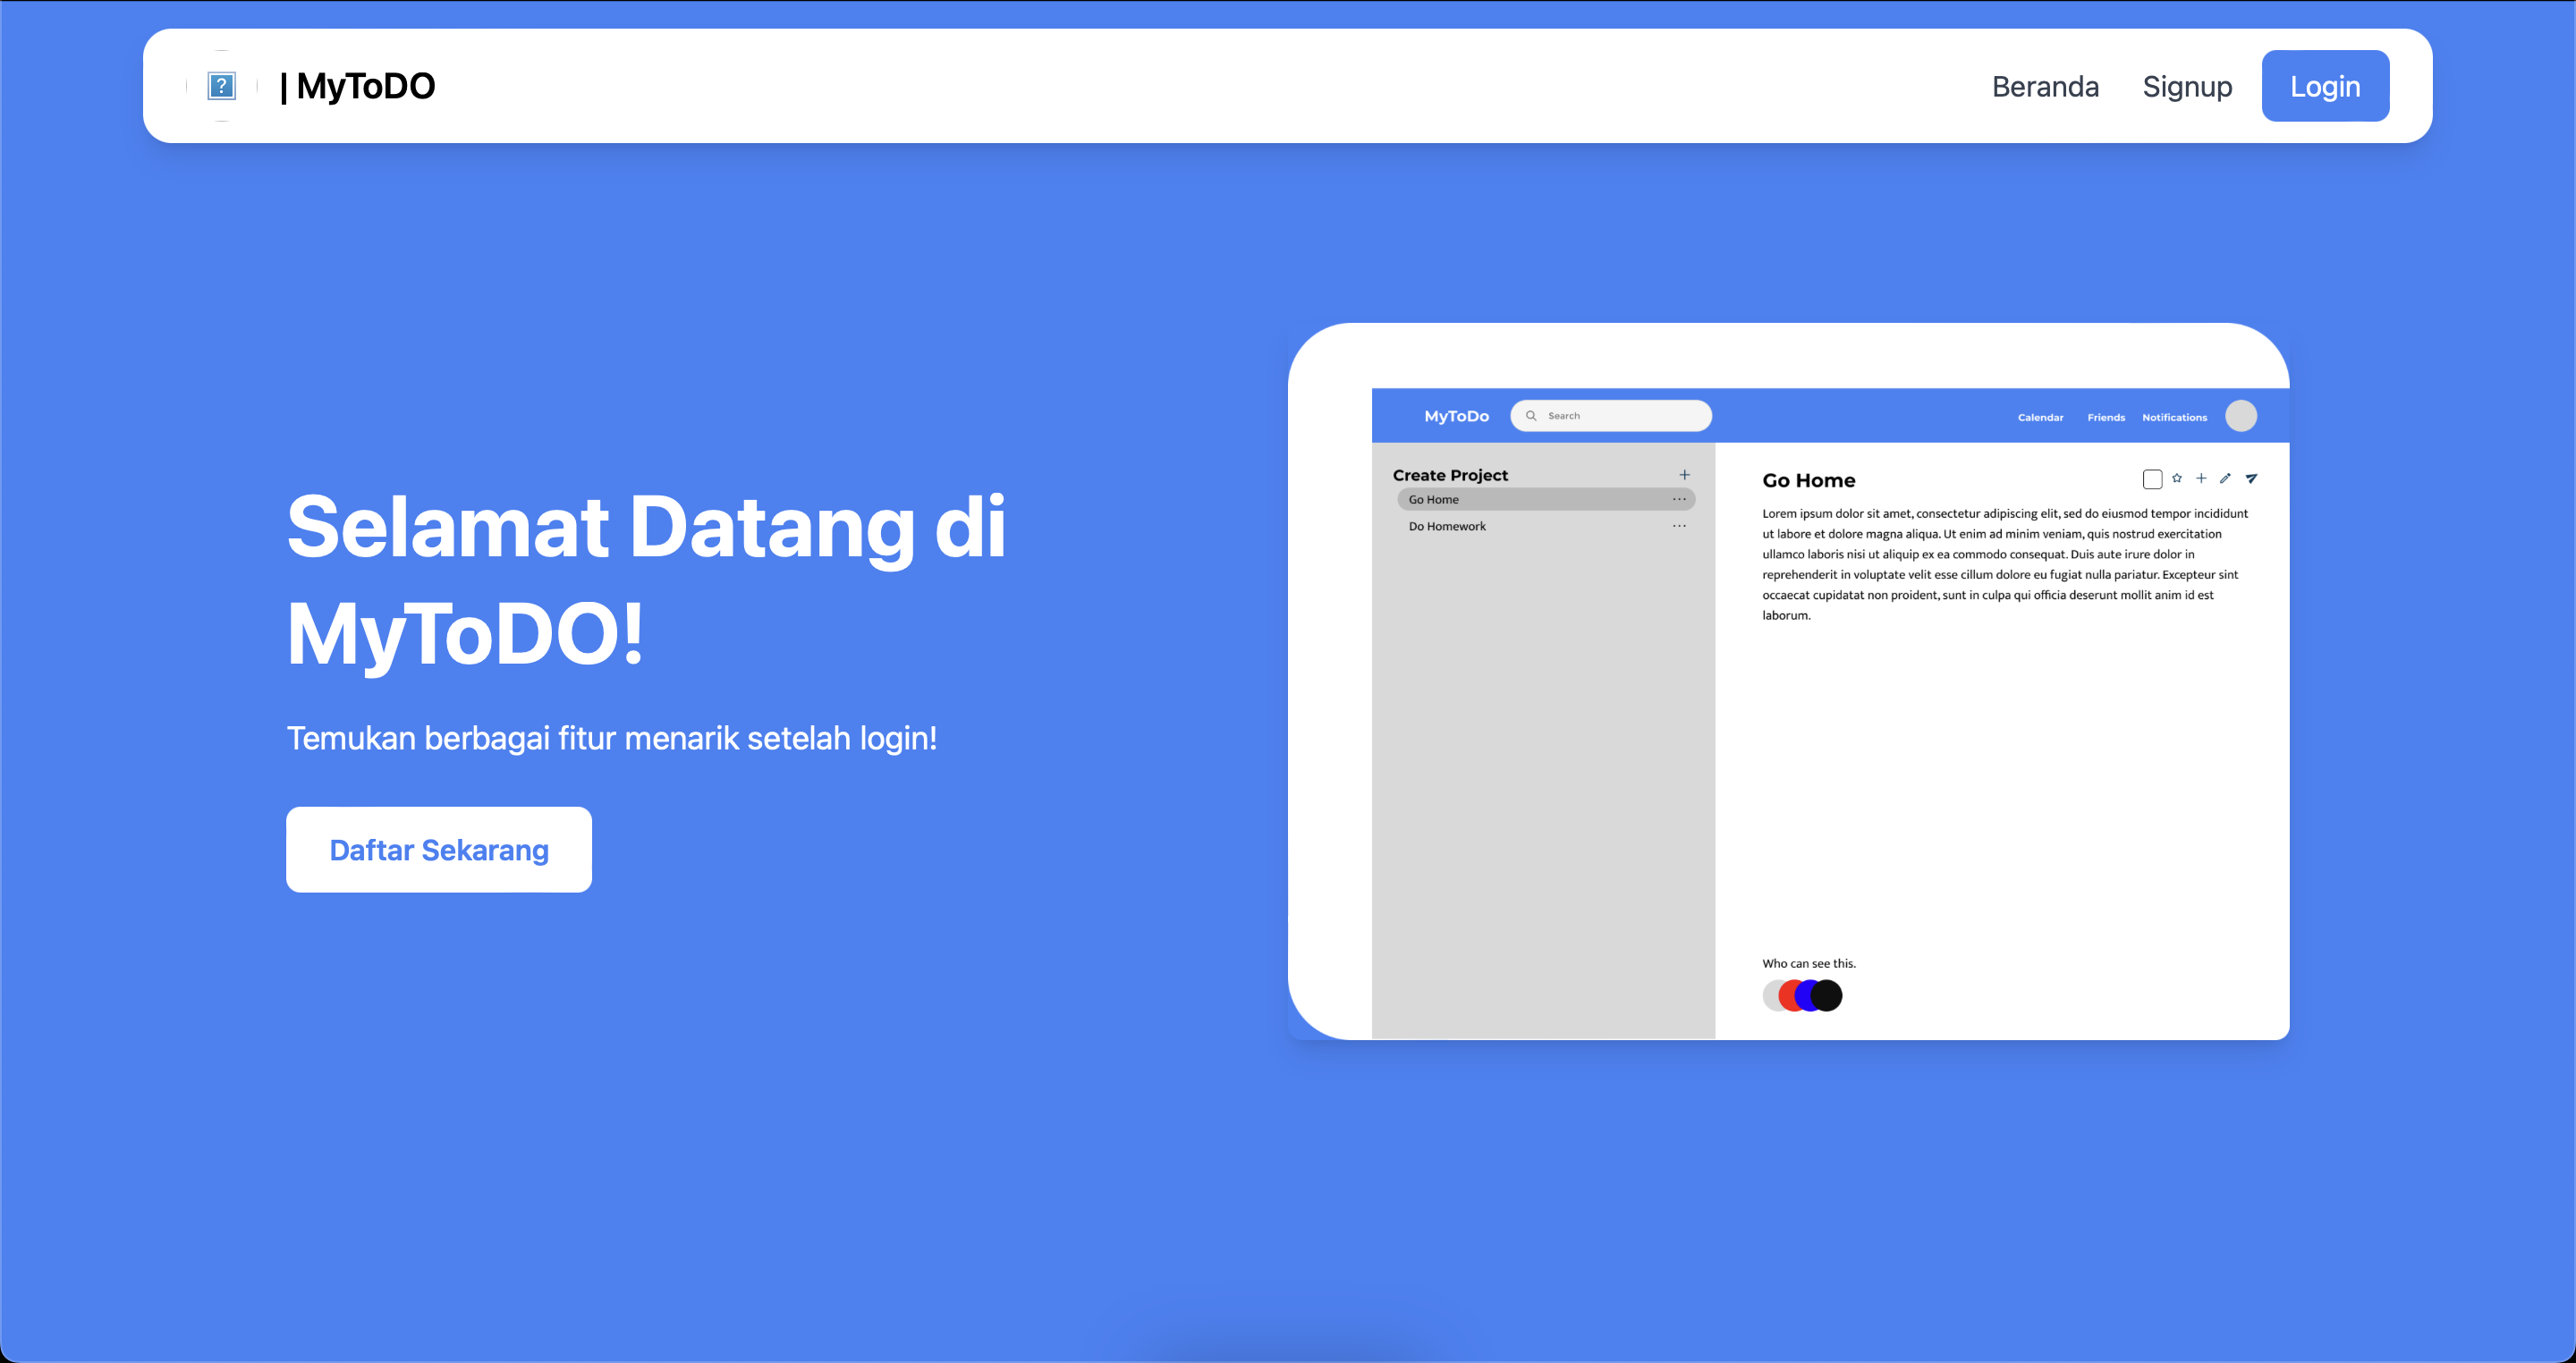 | MyToDO
Beranda
Signup
Login
Selamat Datang di
MyToDO!
Temukan berbagai fitur menarik setelah login!
Daftar Sekarang
MyToDo
Search
Calendar
Friends
Notifications
Create Project
+
Go Home
...
Do Homework
...
Go Home
Lorem ipsum dolor sit amet, consectetur adipiscing elit, sed do eiusmod tempor incididunt
ut labore et dolore magna aliqua. Ut enim ad minim veniam, quis nostrud exercitation
ullamco laboris nisi ut aliquip ex ea commodo consequat. Duis aute irure dolor in
reprehenderit in voluptate velit esse cillum dolore eu fugiat nulla pariatur. Excepteur sint
occaecat cupidatat non proident, sunt in culpa qui officia deserunt mollit anim id est
laborum.
Who can see this.